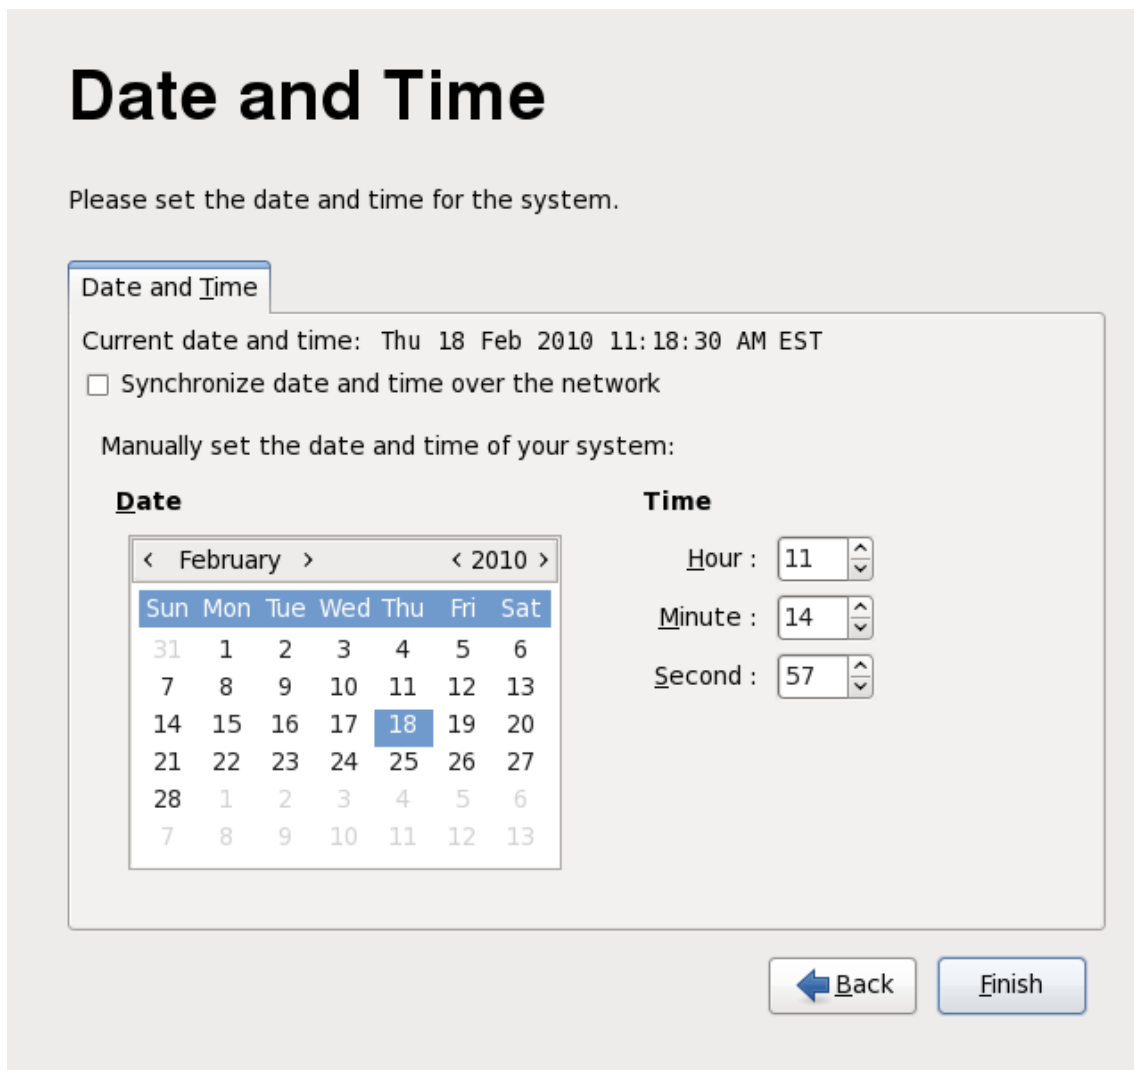 Date and Time
Please set the date and time for the system.
Date and Time
Current date and time: Thu 18 Feb 2010 11:18:30 AM EST
Synchronize date and time over the network
Manually set the date and time of your system:
Date
< February > < 2010 >
Sun Mon Tue Wed Thu Fri Sat
31 1 2 3 4 5 6
7 8 9 10 11 12 13
14 15 16 17 18 19 20
21 22 23 24 25 26 27
28 1 2 3 4 5 6
7 8 9 10 11 12 13
Time
Hour : 11
Minute : 14
Second : 57
Back Finish